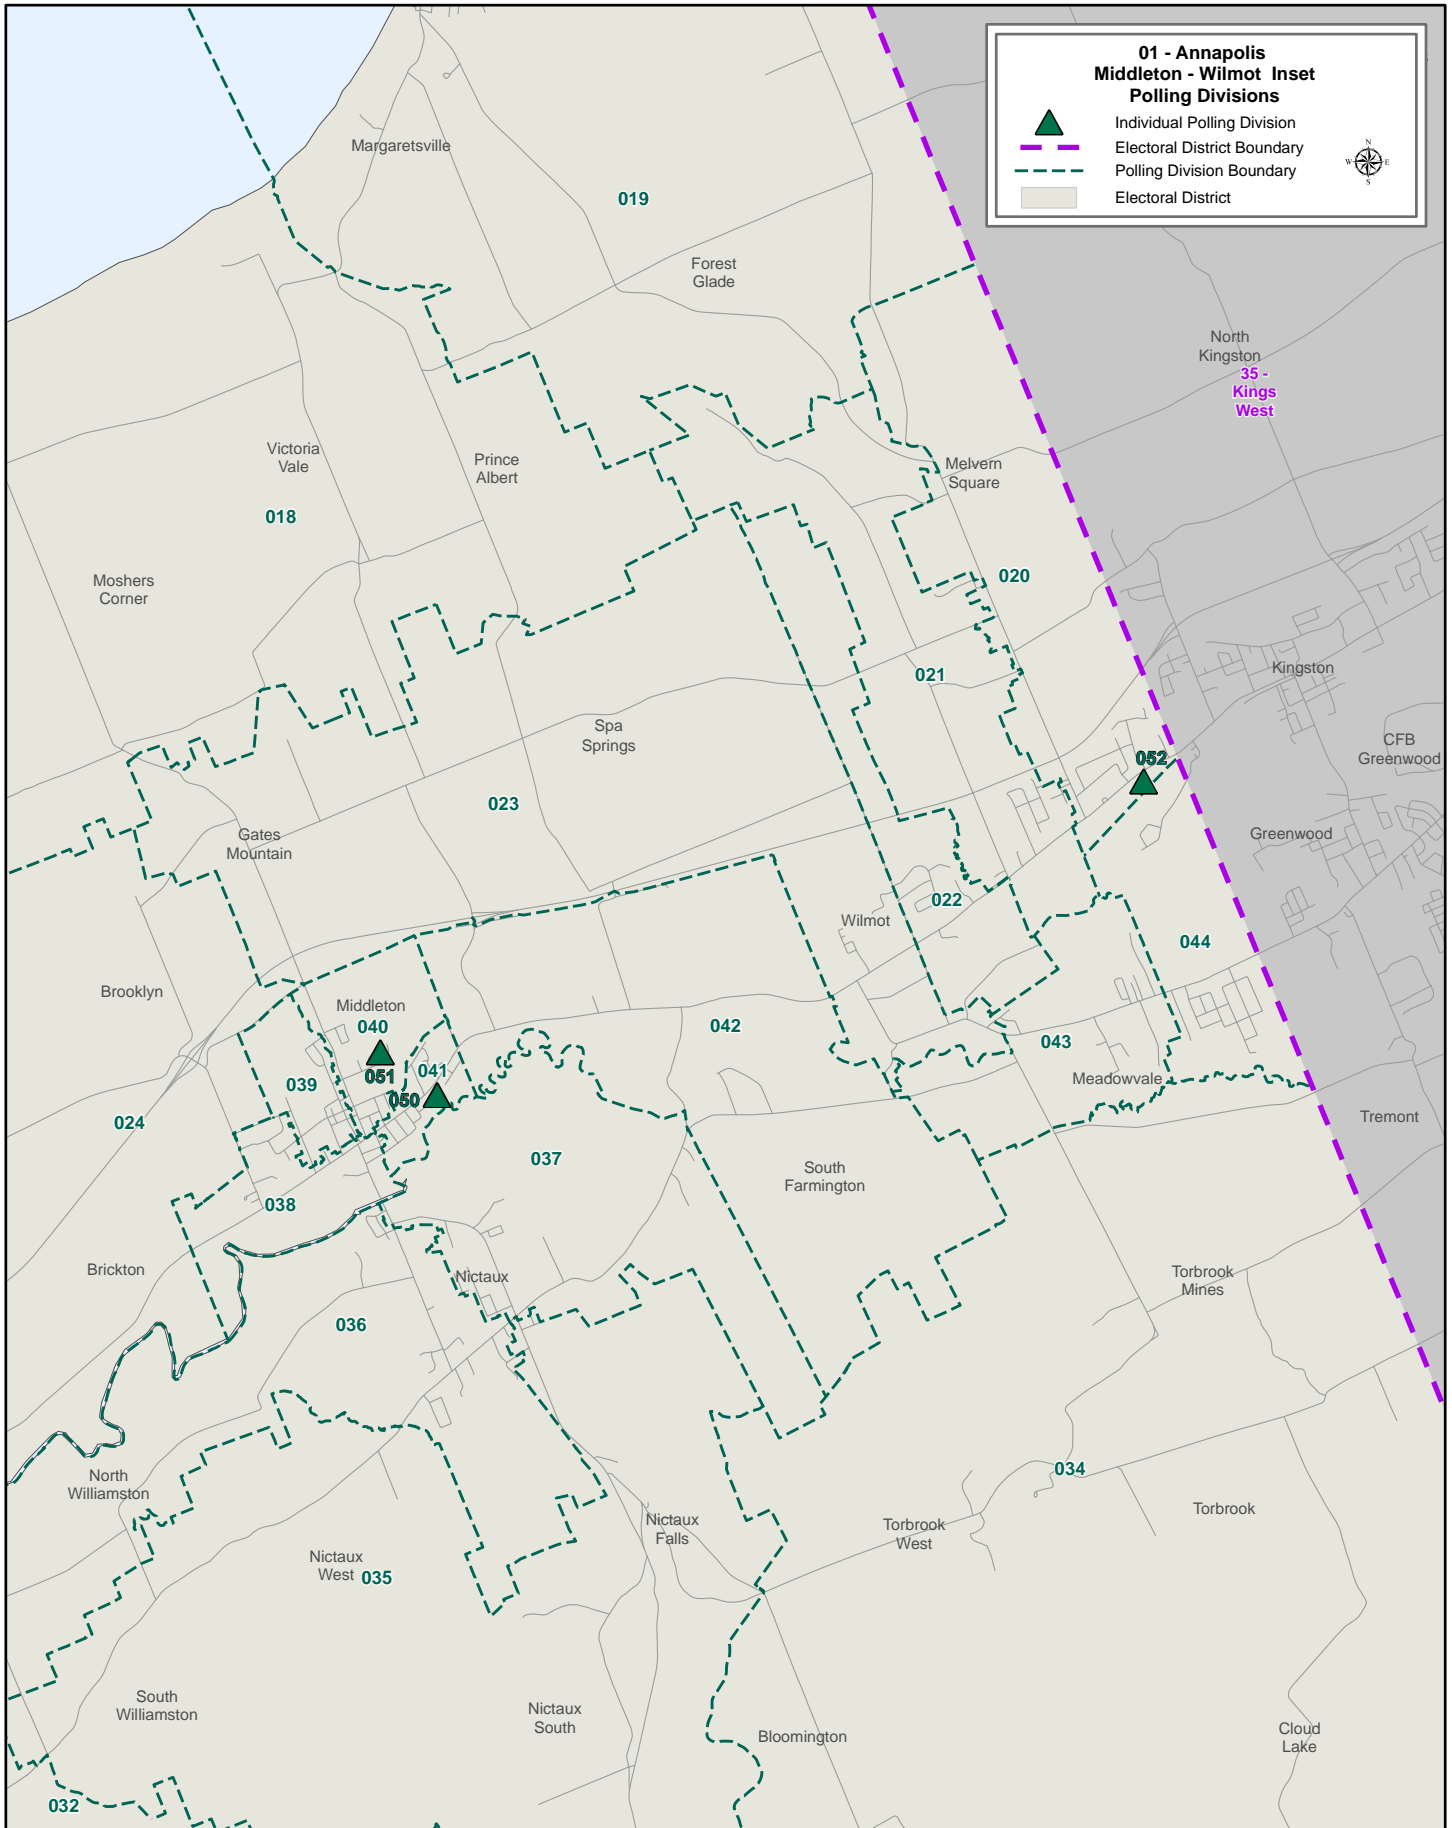 01 - Annapolis
Middleton - Wilmot Inset
Polling Divisions
Individual Polling Division
Electoral District Boundary
Polling Division Boundary
Electoral District
N
W
E
S
Margaretsville
019
Forest
Glade
North
Kingston
35 -
Kings
West
Victoria
Vale
Prince
Albert
Melvern
Square
018
Moshers
Corner
020
Kingston
021
Spa
Springs
CFB
Greenwood
052
023
Gates
Mountain
Greenwood
022
Wilmot
044
Brooklyn
Middleton
040
042
043
051
041
Meadowvale
039
050
024
Tremont
037
South
Farmington
038
Brickton
Nictaux
Torbrook
Mines
036
034
North
Williamston
Torbrook
Nictaux
Falls
Torbrook
West
Nictaux
West
035
South
Williamston
Nictaux
South
Bloomington
Cloud
Lake
032